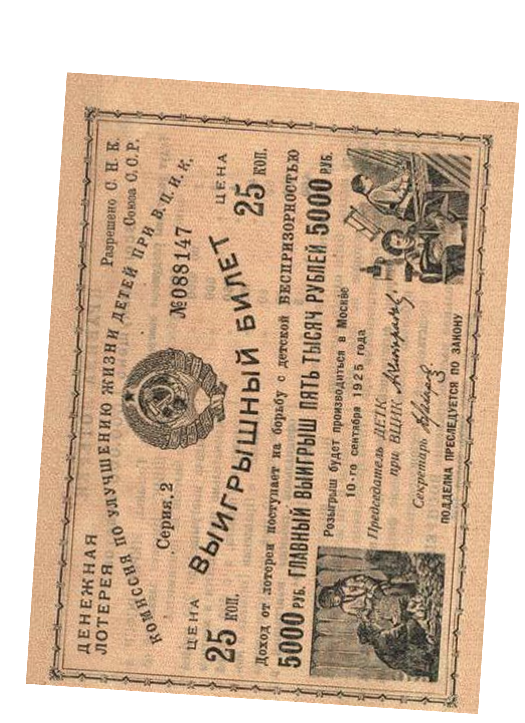 ДЕНЕЖНАЯ
ЛОТЕРЕЯ
Разрешено С. Н. К.
Союза С.С.Р.
КОМИССИЯ ПО УЛУЧШЕНИЮ ЖИЗНИ ДЕТЕЙ ПРИ В.Ц.И.К.
Серия. 2
№088147
ЦЕНА
25 КОП.
ВЫИГРЫШНЫЙ БИЛЕТ
ЦЕНА
25 КОП.
Доход от лотереи поступает на борьбу с детской БЕСПРИЗОРНОСТЬЮ
5000 РУБ. ГЛАВНЫЙ ВЫИГРЫШ ПЯТЬ ТЫСЯЧ РУБЛЕЙ 5000 РУБ.
Розыгрыш будет производиться в Москве
10-го сентября 1925 года
Председатель ДЕТК
при ВЦИК
Секретарь
ПОДДЕЛКА ПРЕСЛЕДУЕТСЯ ПО ЗАКОНУ